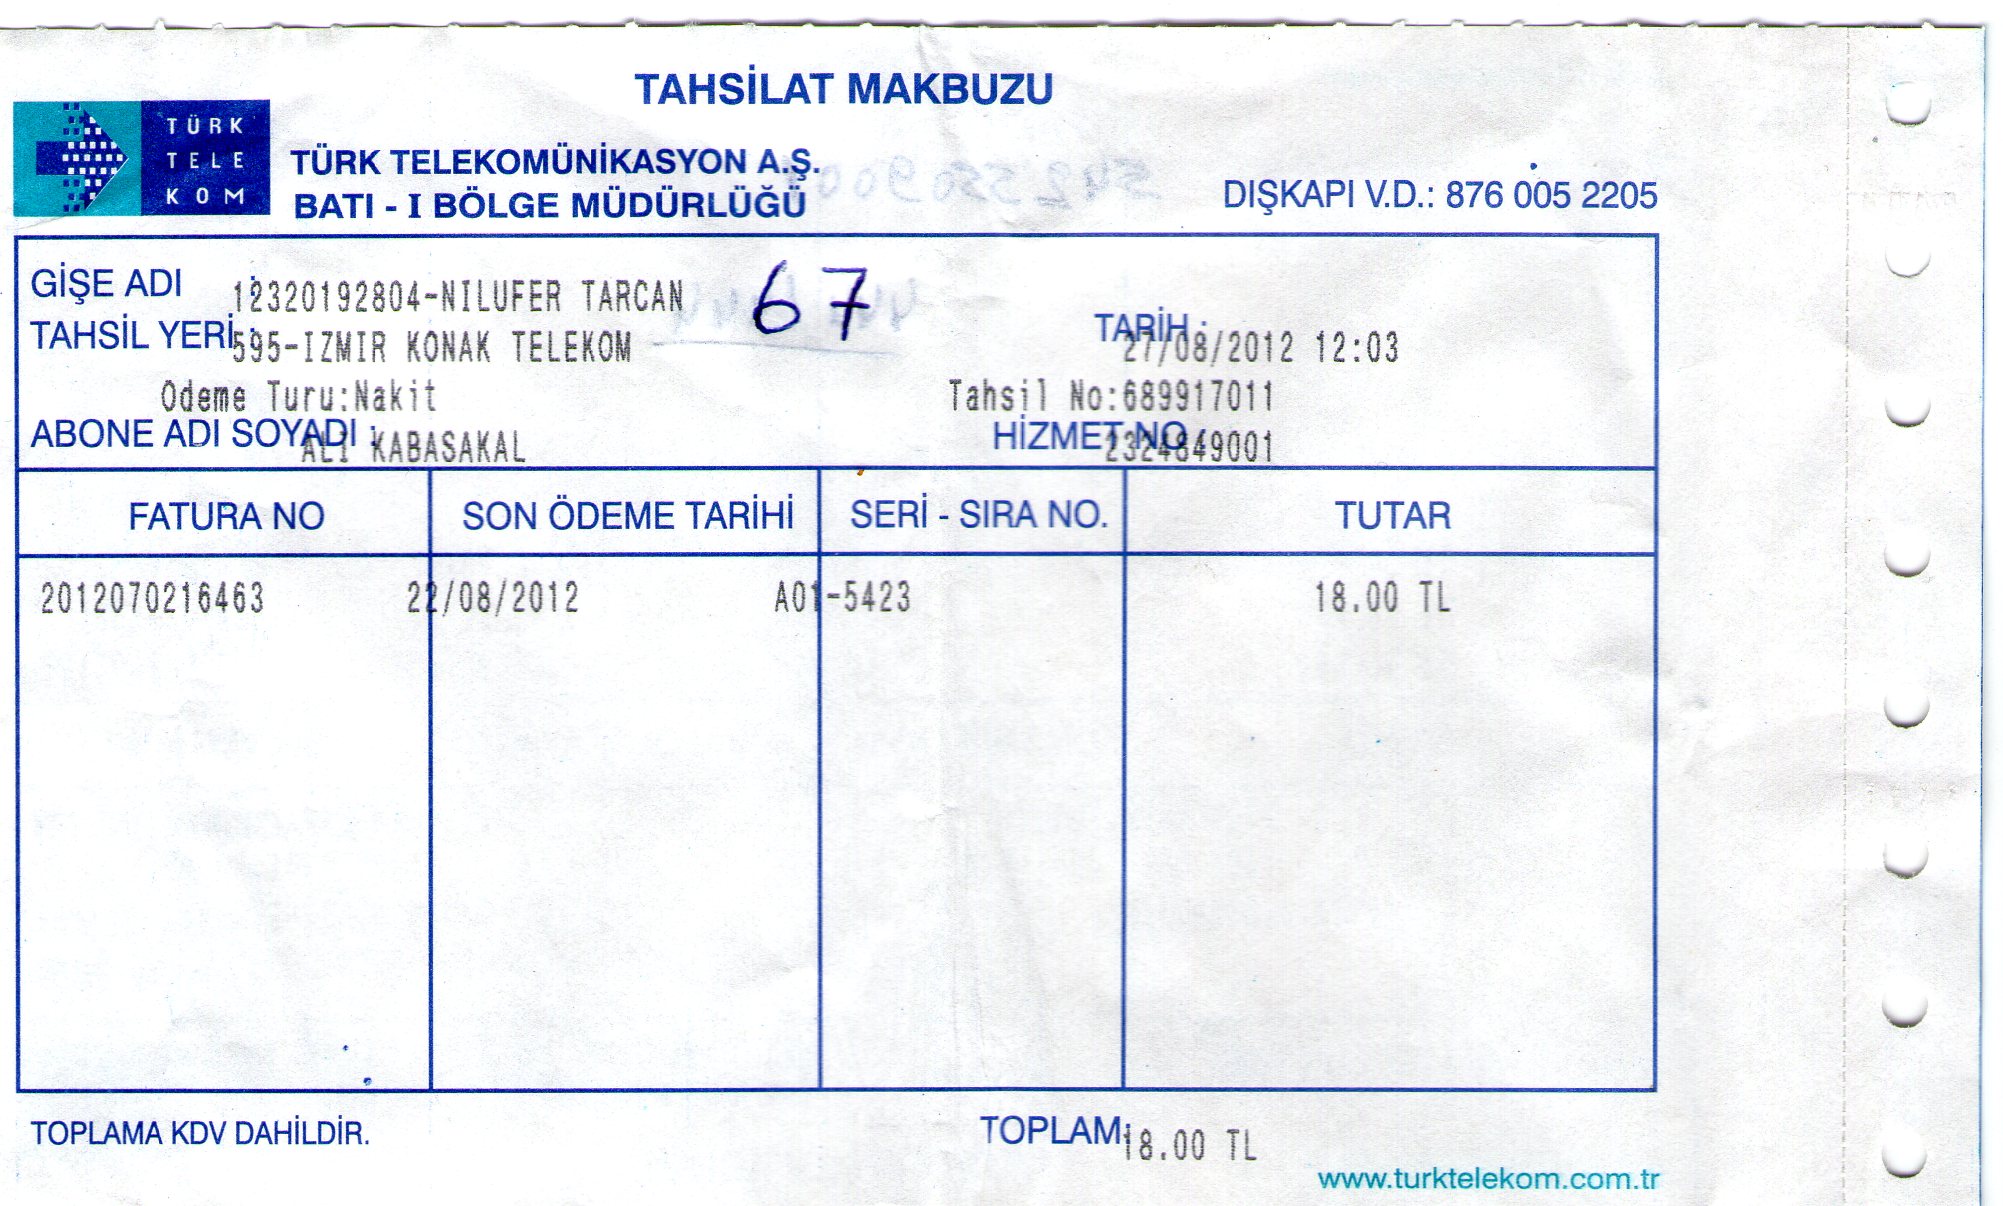 TAHSİLAT MAKBUZU
TÜRK
TELE
KOM
TÜRK TELEKOMÜNİKASYON A.Ş.
BATI - I BÖLGE MÜDÜRLÜĞÜ
DIŞKAPI V.D.: 876 005 2205
GİŞE ADI : 12320192804-NILUFER TARCAN 67
TAHSİL YERİ : 595-IZMIR KONAK TELEKOM TARİH : 27/08/2012 12:03
Odeme Turu:Nakit Tahsil No:689917011
ABONE ADI SOYADI : ALI KABASAKAL HİZMET NO : 2324849001
FATURA NO SON ÖDEME TARİHİ SERİ - SIRA NO. TUTAR
2012070216463 22/08/2012 A01-5423 18.00 TL
TOPLAMA KDV DAHİLDİR. TOPLAM: 18.00 TL
www.turktelekom.com.tr